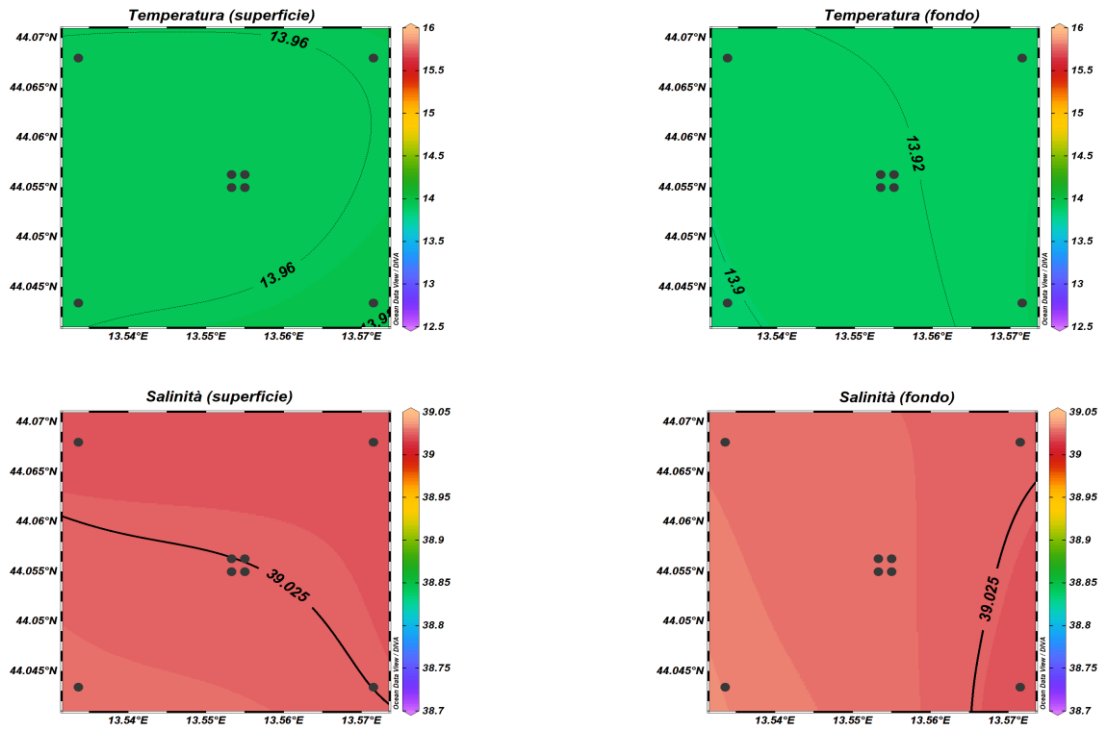 Temperatura (superficie)
44.07°N
44.065°N
44.06°N
44.055°N
44.05°N
44.045°N
13.54°E
13.55°E
13.56°E
13.57°E
13.96
13.96
16
15.5
15
14.5
14
13.5
13
12.5
Ocean Data View / DIVA
Temperatura (fondo)
44.07°N
44.065°N
44.06°N
44.055°N
44.05°N
44.045°N
13.54°E
13.55°E
13.56°E
13.57°E
13.92
13.9
16
15.5
15
14.5
14
13.5
13
12.5
Ocean Data View / DIVA
Salinità (superficie)
44.07°N
44.065°N
44.06°N
44.055°N
44.05°N
44.045°N
13.54°E
13.55°E
13.56°E
13.57°E
39.025
39.05
39
38.95
38.9
38.85
38.8
38.75
38.7
Ocean Data View / DIVA
Salinità (fondo)
44.07°N
44.065°N
44.06°N
44.055°N
44.05°N
44.045°N
13.54°E
13.55°E
13.56°E
13.57°E
39.025
39.05
39
38.95
38.9
38.85
38.8
38.75
38.7
Ocean Data View / DIVA